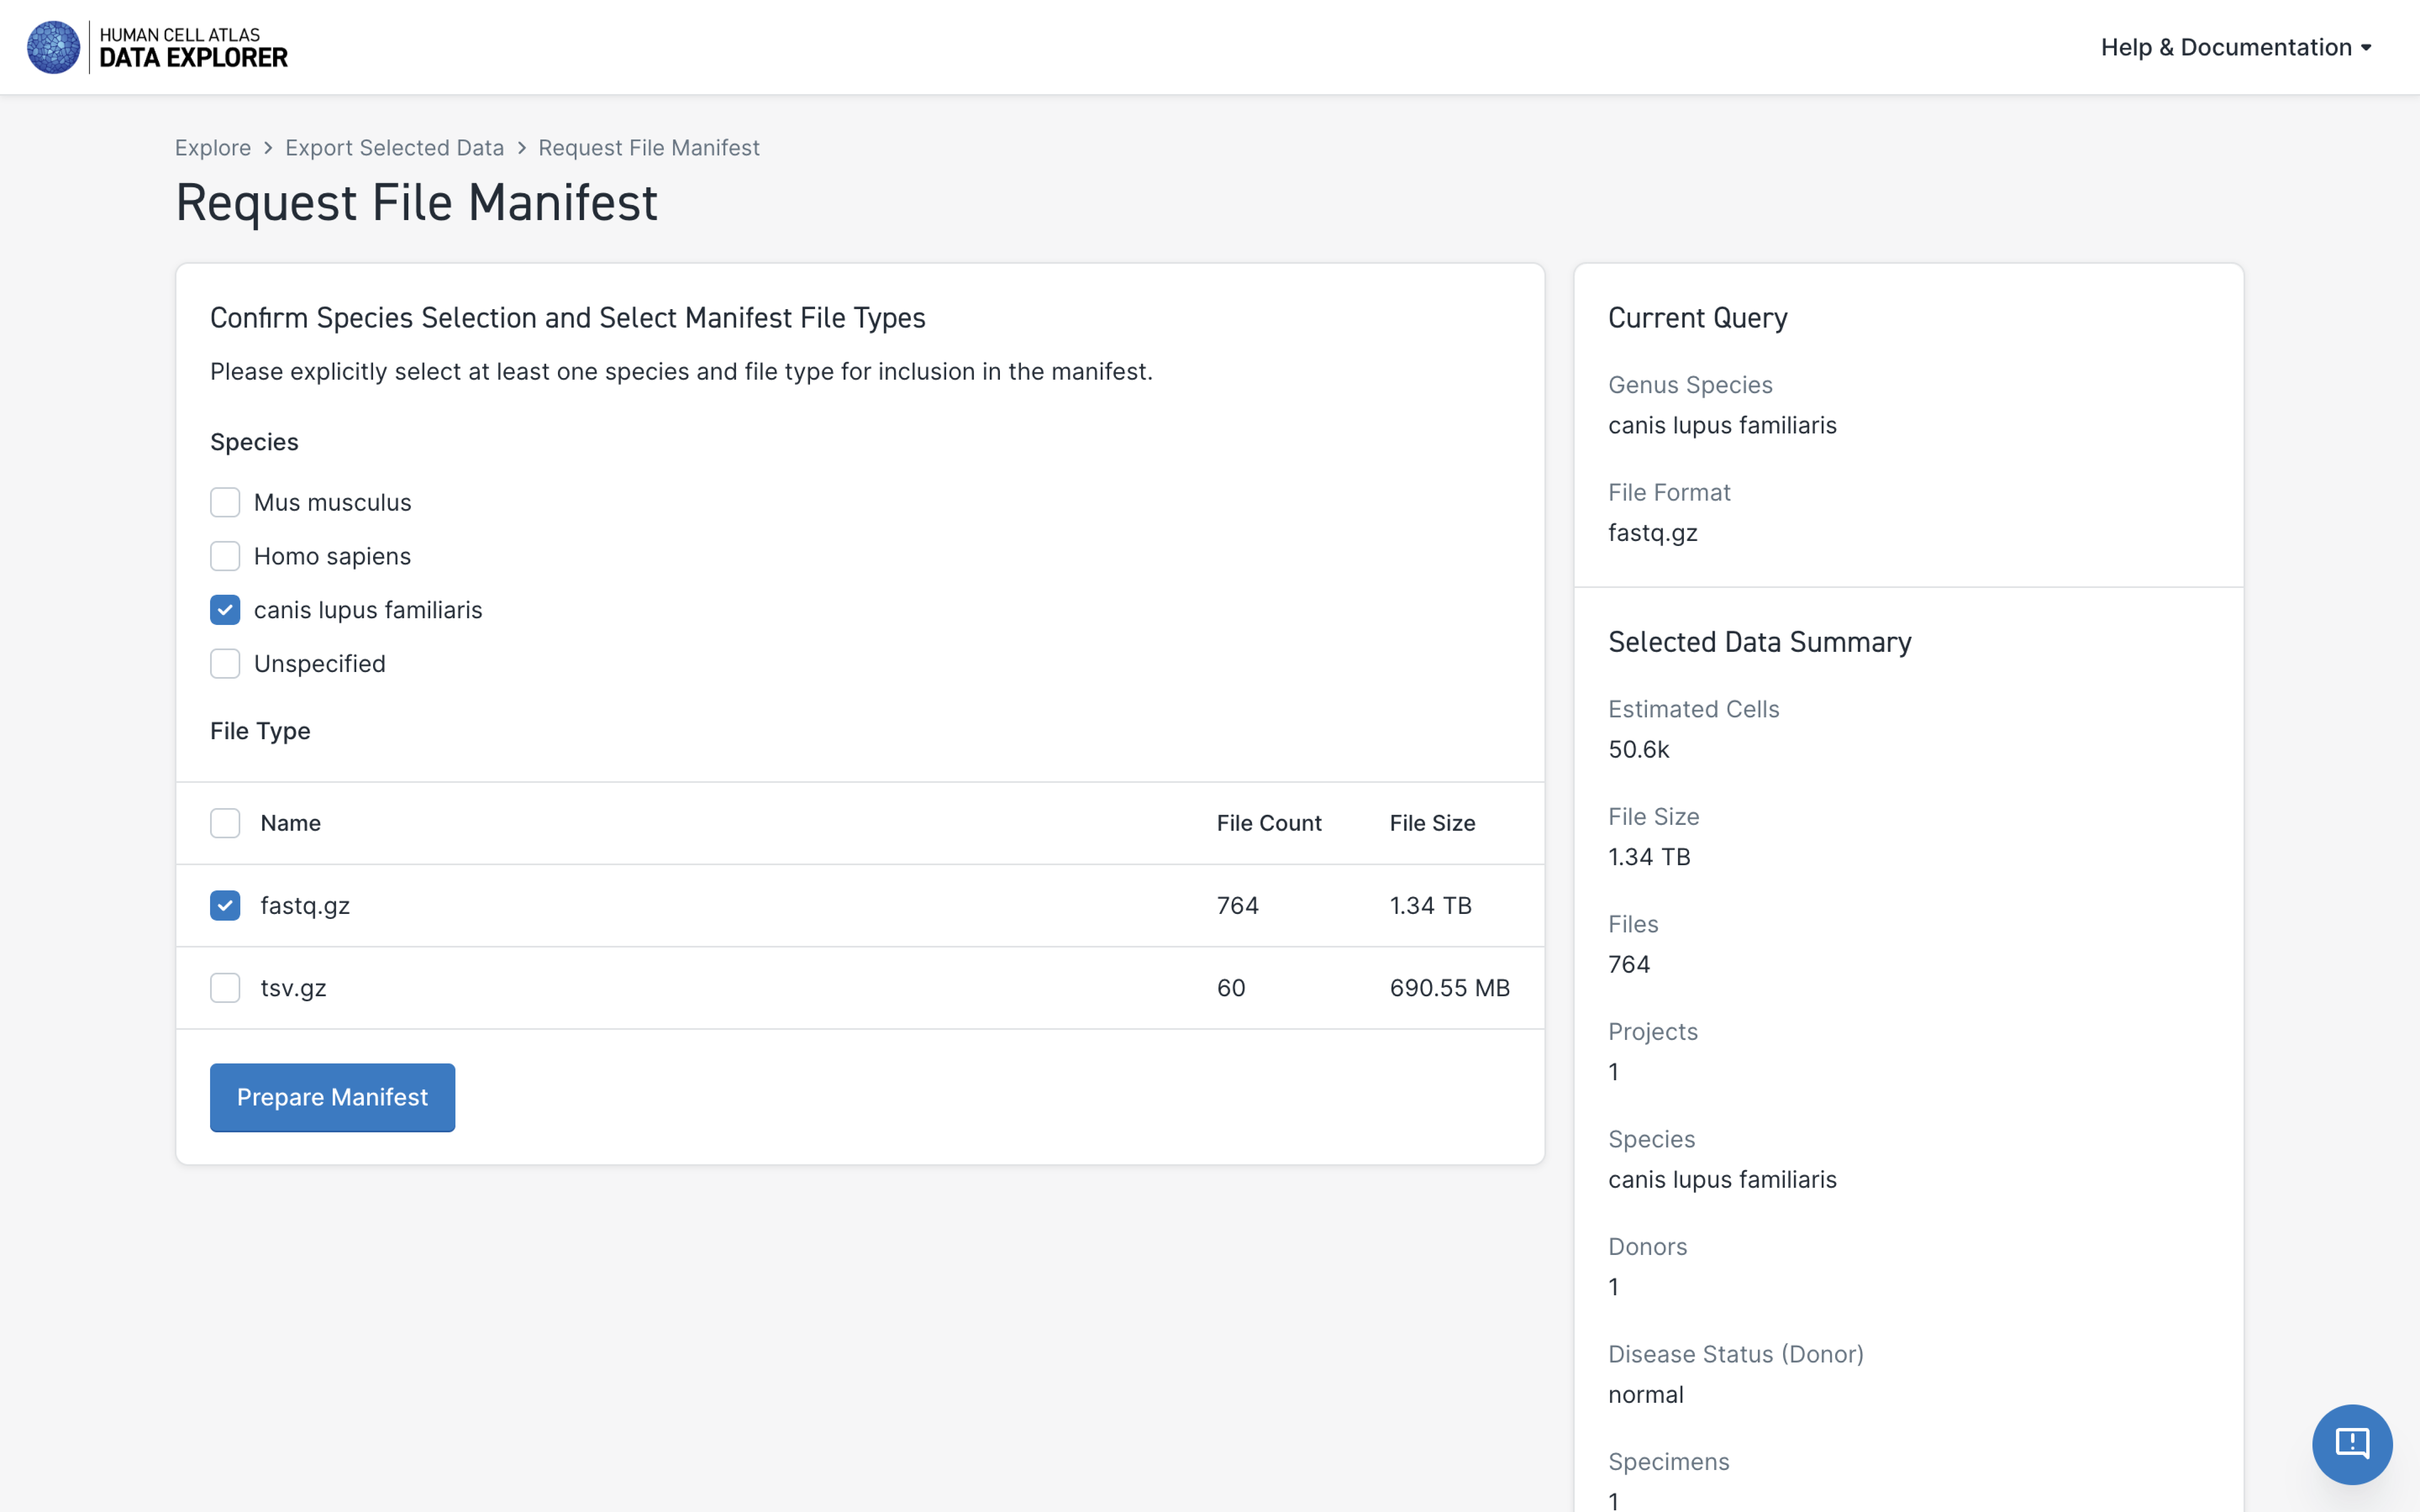 HUMAN CELL ATLAS
DATA EXPLORER
Help & Documentation
Explore > Export Selected Data > Request File Manifest
Request File Manifest
Confirm Species Selection and Select Manifest File Types
Please explicitly select at least one species and file type for inclusion in the manifest.
Species
Mus musculus
Homo sapiens
canis lupus familiaris
Unspecified
File Type
Name File Count File Size
fastq.gz 764 1.34 TB
tsv.gz 60 690.55 MB
Prepare Manifest
Current Query
Genus Species
canis lupus familiaris
File Format
fastq.gz
Selected Data Summary
Estimated Cells
50.6k
File Size
1.34 TB
Files
764
Projects
1
Species
canis lupus familiaris
Donors
1
Disease Status (Donor)
normal
Specimens
1